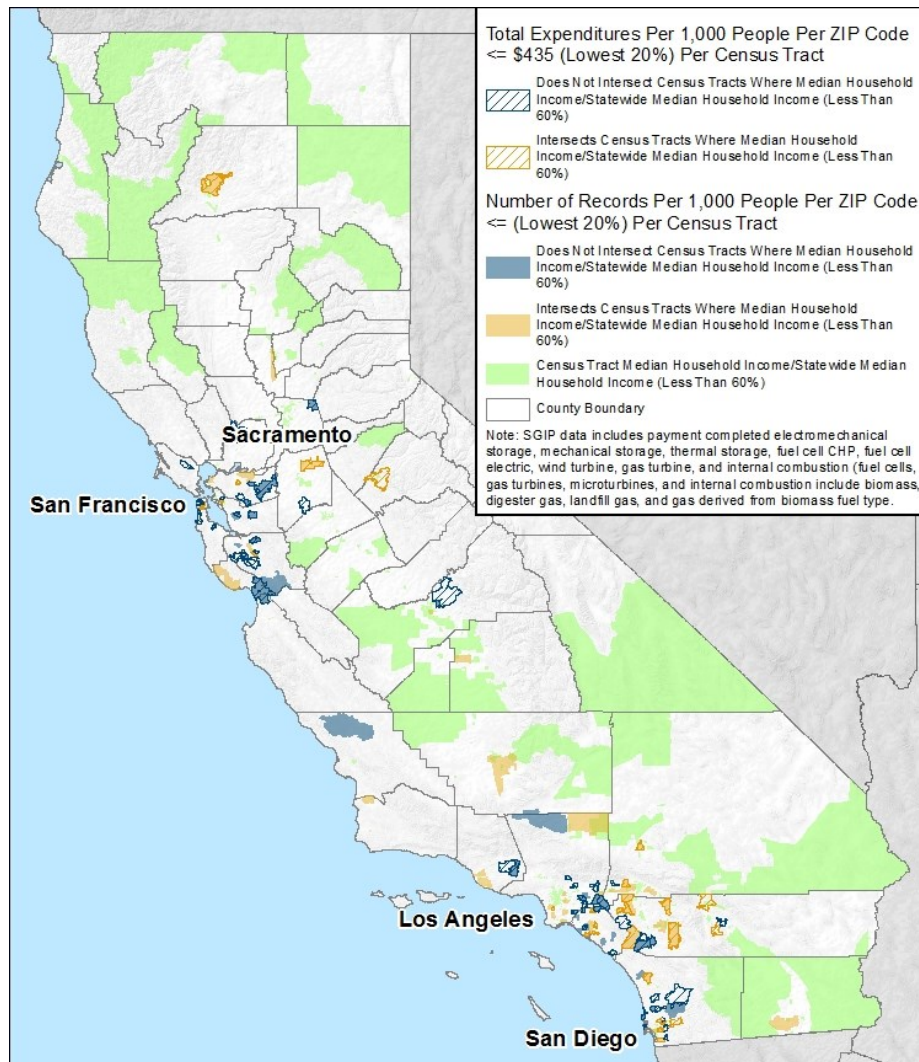 Total Expenditures Per 1,000 People Per ZIP Code
<= $435 (Lowest 20%) Per Census Tract
Does Not Intersect Census Tracts Where Median Household
Income/Statewide Median Household Income (Less Than
60%)
Intersects Census Tracts Where Median Household
Income/Statewide Median Household Income (Less Than
60%)
Number of Records Per 1,000 People Per ZIP Code
<= (Lowest 20%) Per Census Tract
Does Not Intersect Census Tracts Where Median Household
Income/Statewide Median Household Income (Less Than
60%)
Intersects Census Tracts Where Median Household
Income/Statewide Median Household Income (Less Than
60%)
Census Tract Median Household Income/Statewide Median
Household Income (Less Than 60%)
County Boundary
Note: SGIP data includes payment completed electromechanical
storage, mechanical storage, thermal storage, fuel cell CHP, fuel cell
electric, wind turbine, gas turbine, and internal combustion (fuel cells,
gas turbines, microturbines, and internal combustion include biomass,
digester gas, landfill gas, and gas derived from biomass fuel type.
Sacramento
San Francisco
Los Angeles
San Diego